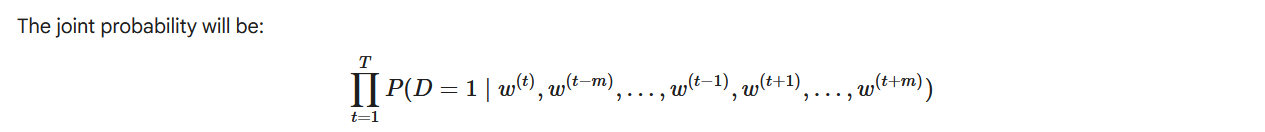 The joint probability will be:
∏_{t=1}^{T} P(D = 1 | w^{(t)}, w^{(t−m)}, …, w^{(t−1)}, w^{(t+1)}, …, w^{(t+m)})